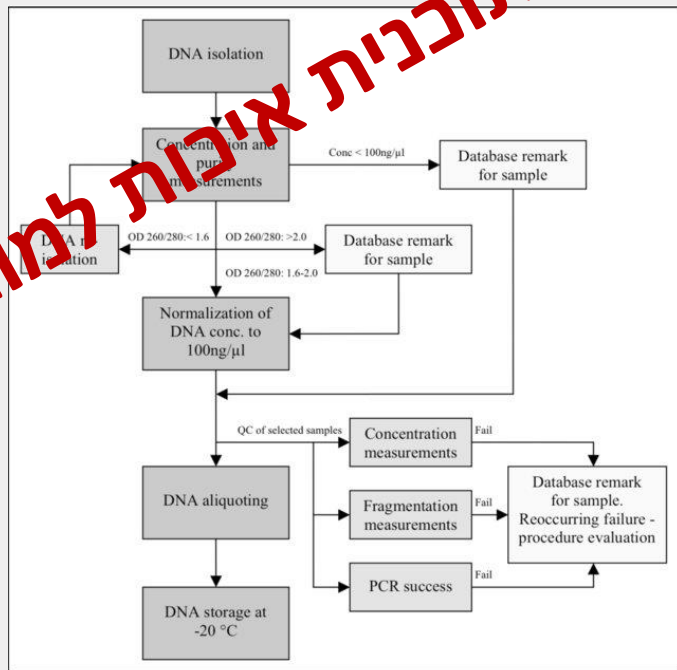 תוכנית איכות
DNA isolation
Concentration and
purity
measurements
Conc < 100ng/µl
Database remark
for sample
DNA re
isolation
OD 260/280:< 1.6
OD 260/280: >2.0
Database remark
for sample
OD 260/280: 1.6-2.0
Normalization of
DNA conc. to
100ng/µl
QC of selected samples
Concentration
measurements
Fail
DNA aliquoting
Fragmentation
measurements
Fail
Database remark
for sample.
Reoccurring failure -
procedure evaluation
DNA storage at
-20 °C
PCR success
Fail